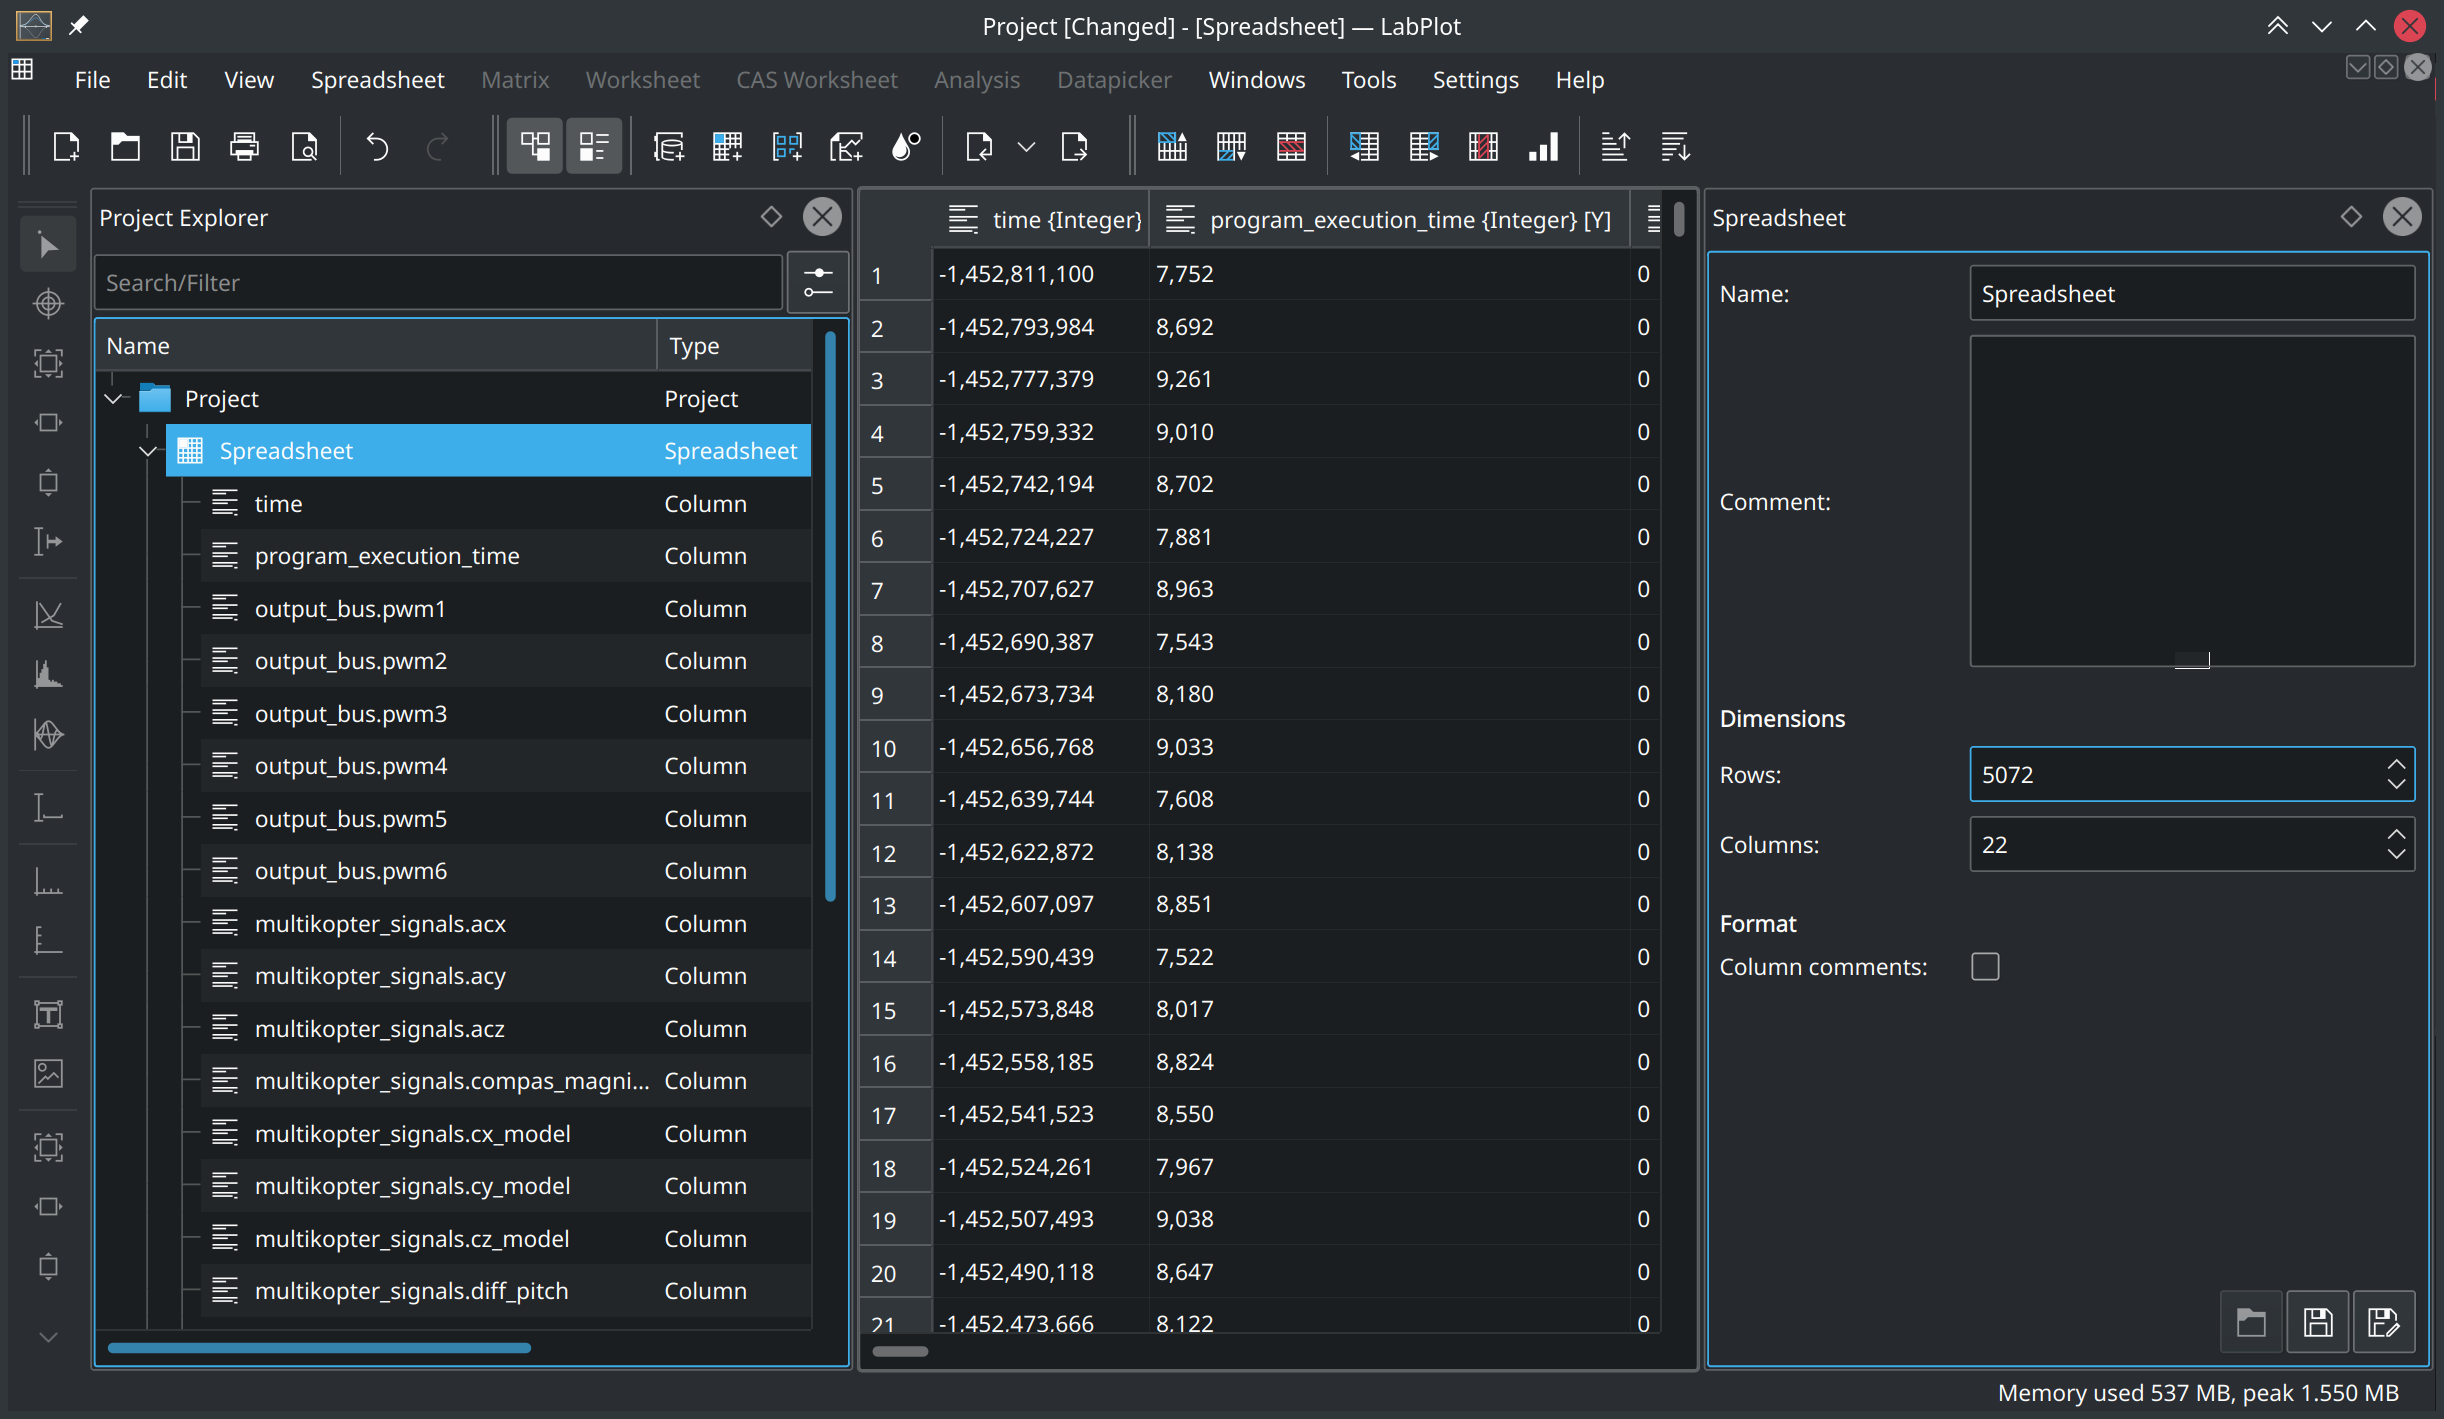 Project [Changed] - [Spreadsheet] — LabPlot
File Edit View Spreadsheet Matrix Worksheet CAS Worksheet Analysis Datapicker Windows Tools Settings Help
Project Explorer
Search/Filter
Name Type
Project Project
Spreadsheet Spreadsheet
time Column
program_execution_time Column
output_bus.pwm1 Column
output_bus.pwm2 Column
output_bus.pwm3 Column
output_bus.pwm4 Column
output_bus.pwm5 Column
output_bus.pwm6 Column
multikopter_signals.acx Column
multikopter_signals.acy Column
multikopter_signals.acz Column
multikopter_signals.compas_magni... Column
multikopter_signals.cx_model Column
multikopter_signals.cy_model Column
multikopter_signals.cz_model Column
multikopter_signals.diff_pitch Column
time {Integer} program_execution_time {Integer} [Y]
1 -1,452,811,100 7,752 0
2 -1,452,793,984 8,692 0
3 -1,452,777,379 9,261 0
4 -1,452,759,332 9,010 0
5 -1,452,742,194 8,702 0
6 -1,452,724,227 7,881 0
7 -1,452,707,627 8,963 0
8 -1,452,690,387 7,543 0
9 -1,452,673,734 8,180 0
10 -1,452,656,768 9,033 0
11 -1,452,639,744 7,608 0
12 -1,452,622,872 8,138 0
13 -1,452,607,097 8,851 0
14 -1,452,590,439 7,522 0
15 -1,452,573,848 8,017 0
16 -1,452,558,185 8,824 0
17 -1,452,541,523 8,550 0
18 -1,452,524,261 7,967 0
19 -1,452,507,493 9,038 0
20 -1,452,490,118 8,647 0
21 -1,452,473,666 8,122 0
Spreadsheet
Name: Spreadsheet
Comment:
Dimensions
Rows: 5072
Columns: 22
Format
Column comments:
Memory used 537 MB, peak 1.550 MB